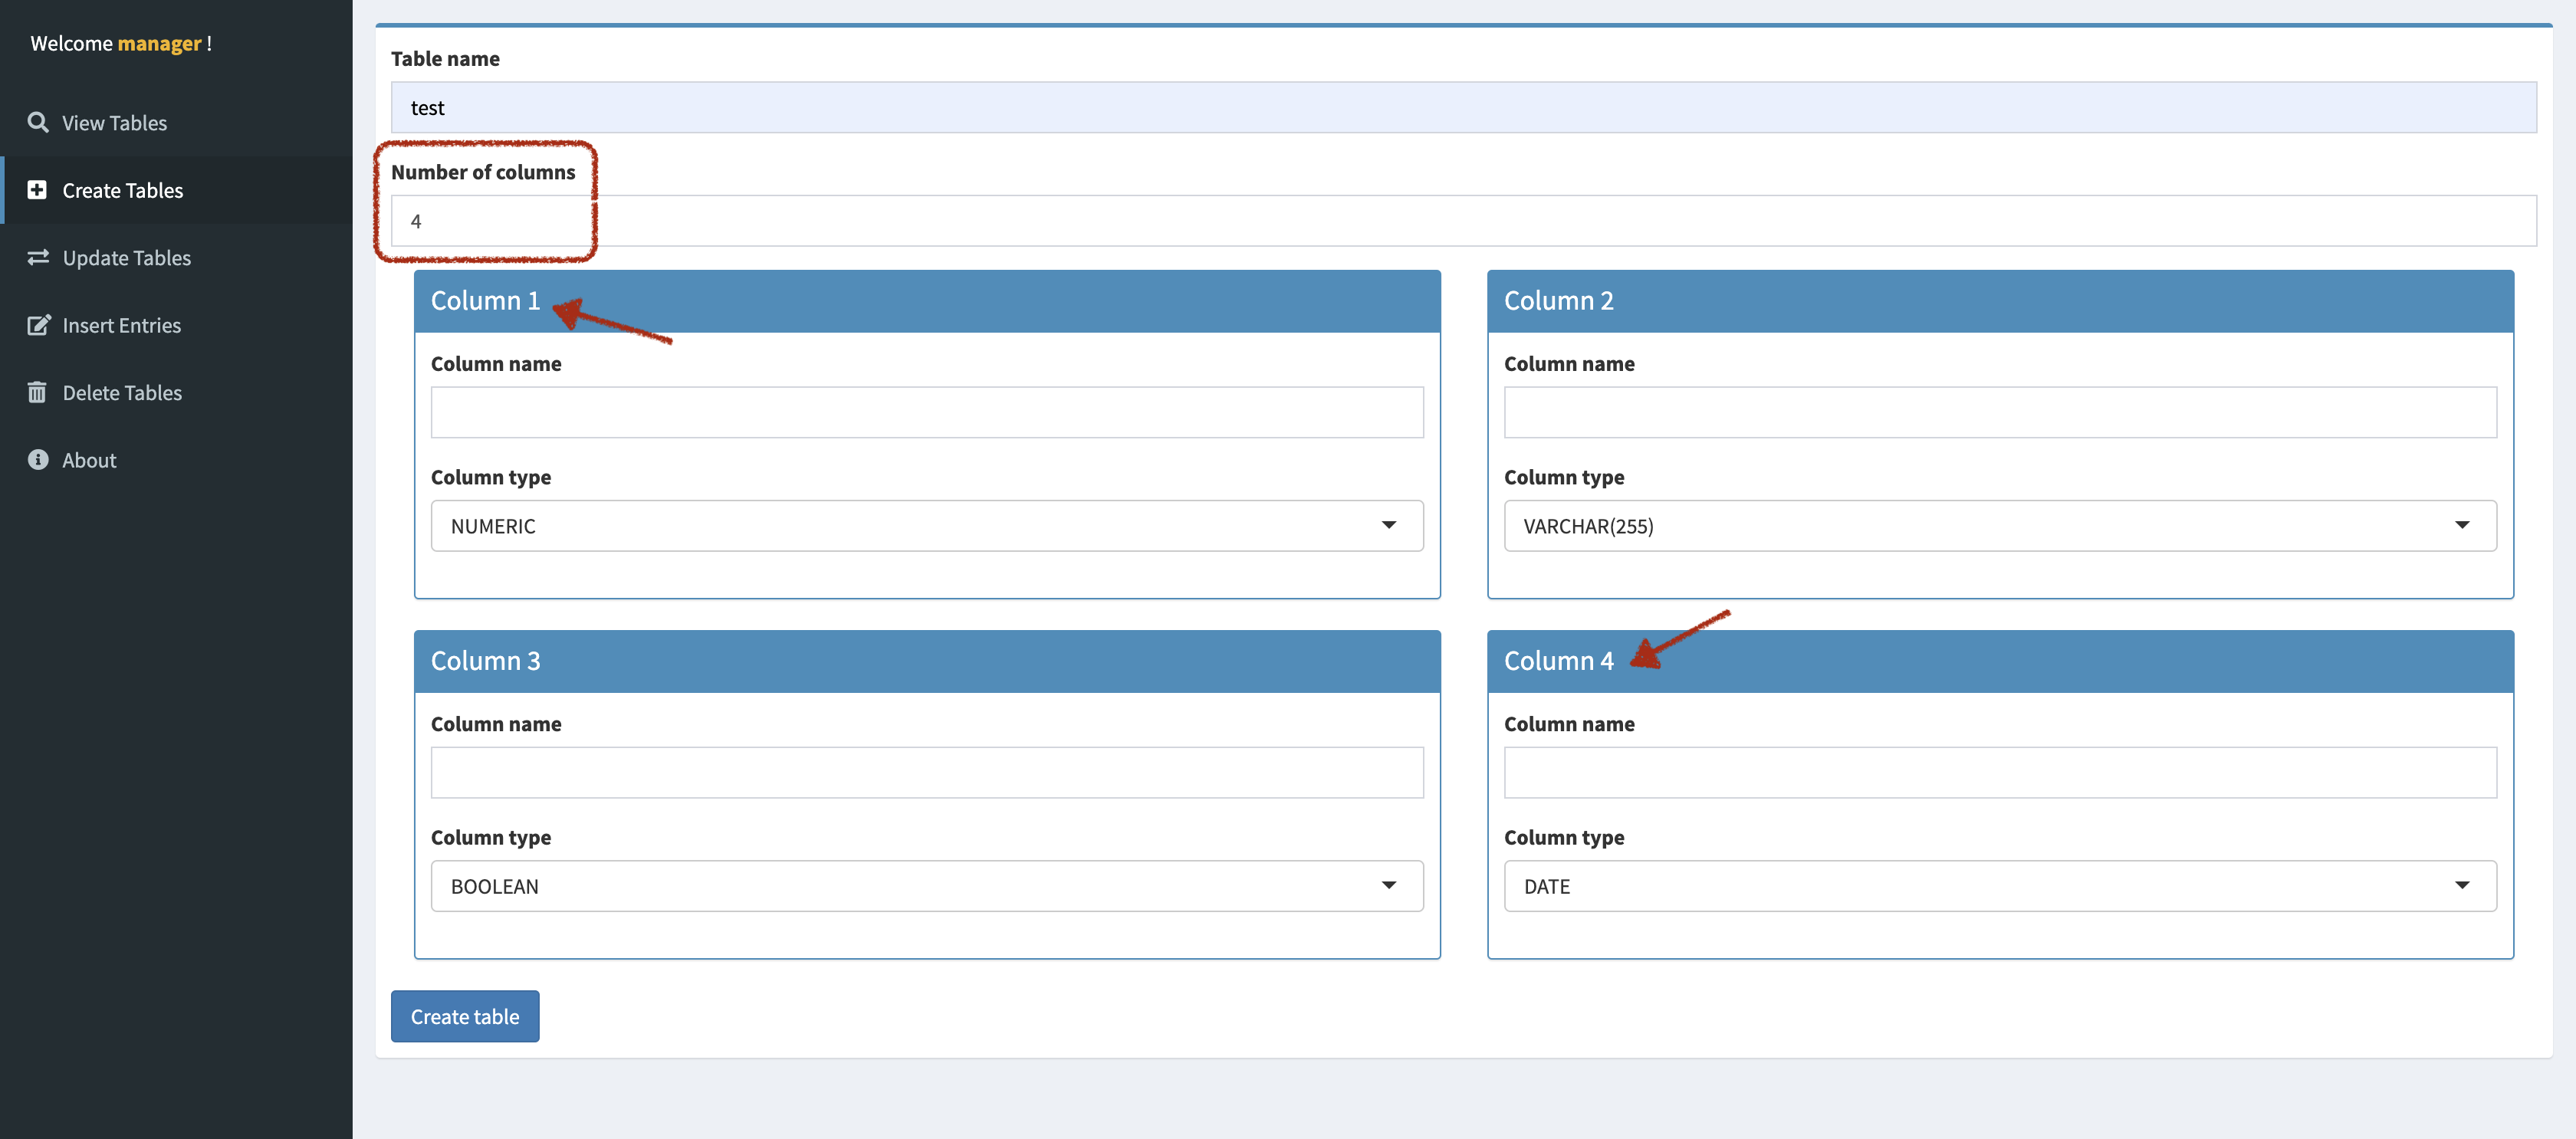 Welcome manager !
View Tables
Create Tables
Update Tables
Insert Entries
Delete Tables
About
Table name
test
Number of columns
4
Column 1
Column name
Column type
NUMERIC
Column 2
Column name
Column type
VARCHAR(255)
Column 3
Column name
Column type
BOOLEAN
Column 4
Column name
Column type
DATE
Create table